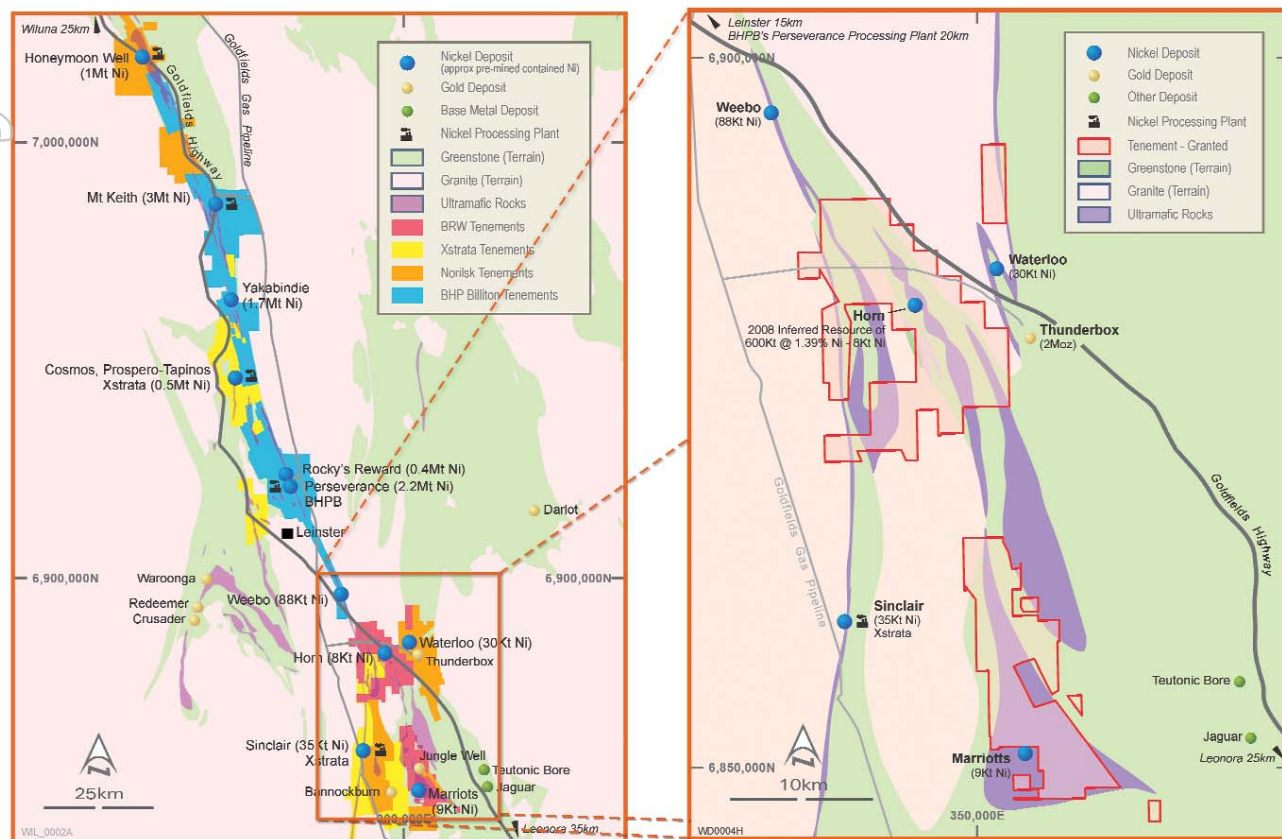 Wiluna 25km
Honeymoon Well
(1Mt Ni)
Goldfields Highway
Goldfields Gas Pipeline
7,000,000N
Mt Keith (3Mt Ni)
Yakabindie
(1.7Mt Ni)
Cosmos, Prospero-Tapinos
Xstrata (0.5Mt Ni)
Rocky's Reward (0.4Mt Ni)
Perseverance (2.2Mt Ni)
BHPB
Leinster
Darlot
6,900,000N
6,900,000N
Waroonga
Redeemer
Crusader
Weebo (88Kt Ni)
Waterloo (30Kt Ni)
Thunderbox
Horn (8Kt Ni)
Sinclair (35Kt Ni)
Xstrata
Jungle Well
Teutonic Bore
Jaguar
Bannockburn
Marriots
(9Kt Ni)
Leonora 35km
25km
WIL_0002A
Nickel Deposit
(approx pre-mined contained Ni)
Gold Deposit
Base Metal Deposit
Nickel Processing Plant
Greenstone (Terrain)
Granite (Terrain)
Ultramafic Rocks
BRW Tenements
Xstrata Tenements
Norilsk Tenements
BHP Billiton Tenements
Leinster 15km
BHPB's Perseverance Processing Plant 20km
6,900,000N
Weebo
(88Kt Ni)
Waterloo
(30Kt Ni)
Horn
2008 Inferred Resource of
600Kt @ 1.39% Ni - 8Kt Ni
Thunderbox
(2Moz)
Goldfields Gas Pipeline
Goldfields Highway
Sinclair
(35Kt Ni)
Xstrata
Teutonic Bore
Jaguar
Leonora 25km
Marriotts
(9Kt Ni)
6,850,000N
10km
350,000E
WD0004H
Nickel Deposit
Gold Deposit
Other Deposit
Nickel Processing Plant
Tenement - Granted
Greenstone (Terrain)
Granite (Terrain)
Ultramafic Rocks